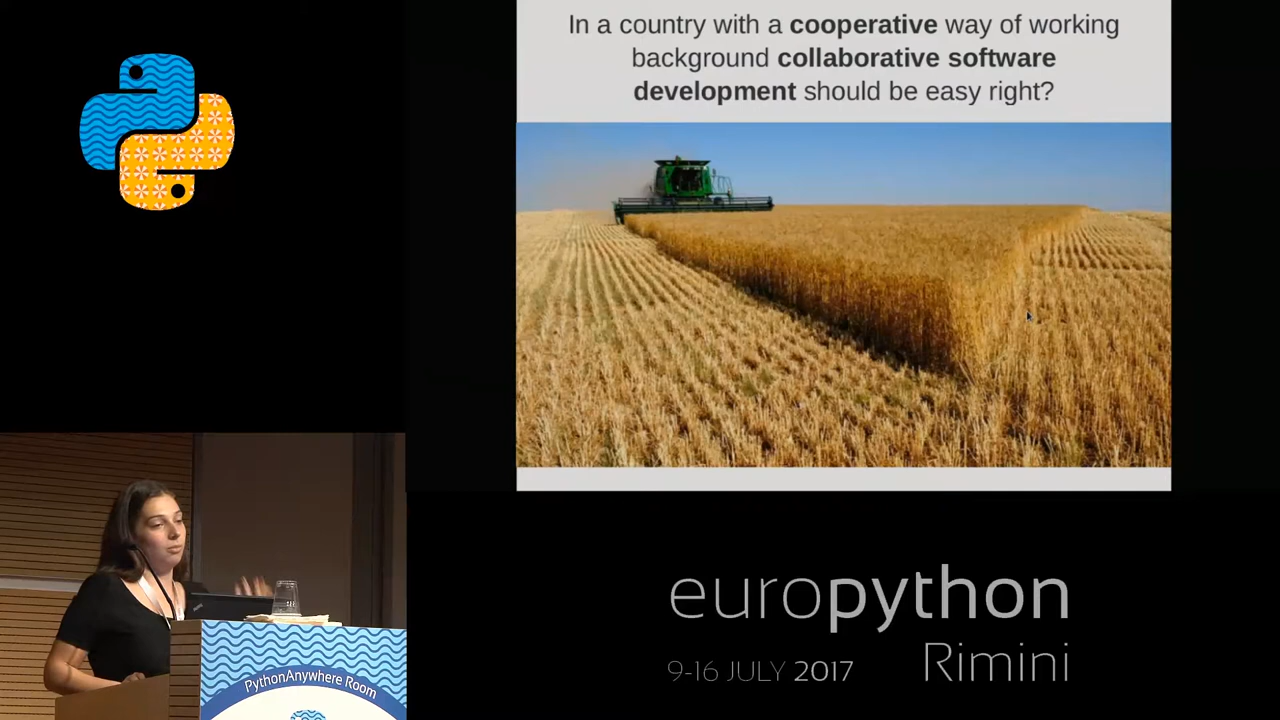 In a country with a cooperative way of working
background collaborative software
development should be easy right?
europython
Rimini
9-16 JULY 2017
PythonAnywhere Room